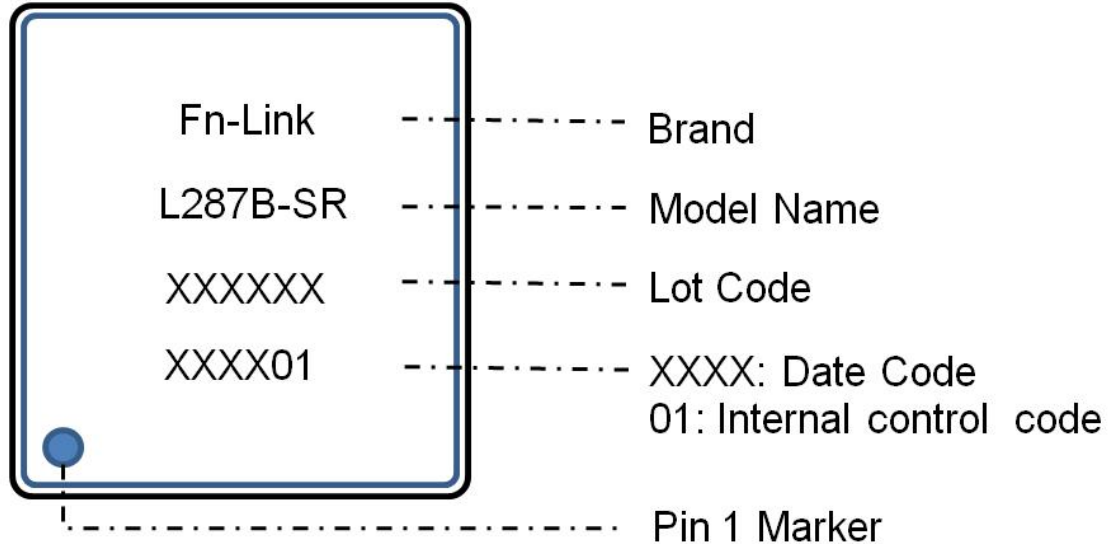 Fn-Link
Brand
L287B-SR
Model Name
XXXXXX
Lot Code
XXXX01
XXXX: Date Code
01: Internal control code
Pin 1 Marker